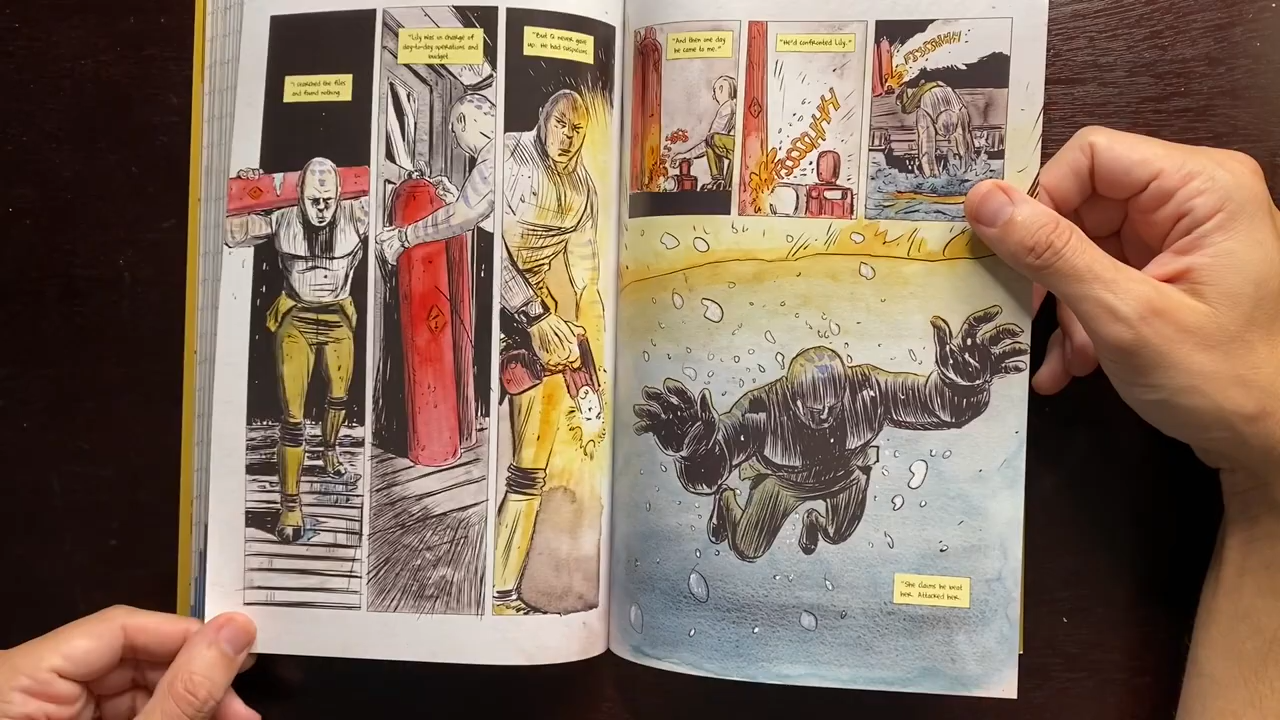 "I searched the files
and found nothing.
"Lily was in charge of
day-to-day operations and
budget.
"But Q never gave
up. He had suspicions.
"And then one day
he came to me."
"He'd confronted Lily."
FSSSSHHH
FSSSSHHHH
"She claims he beat
her. Attacked her.